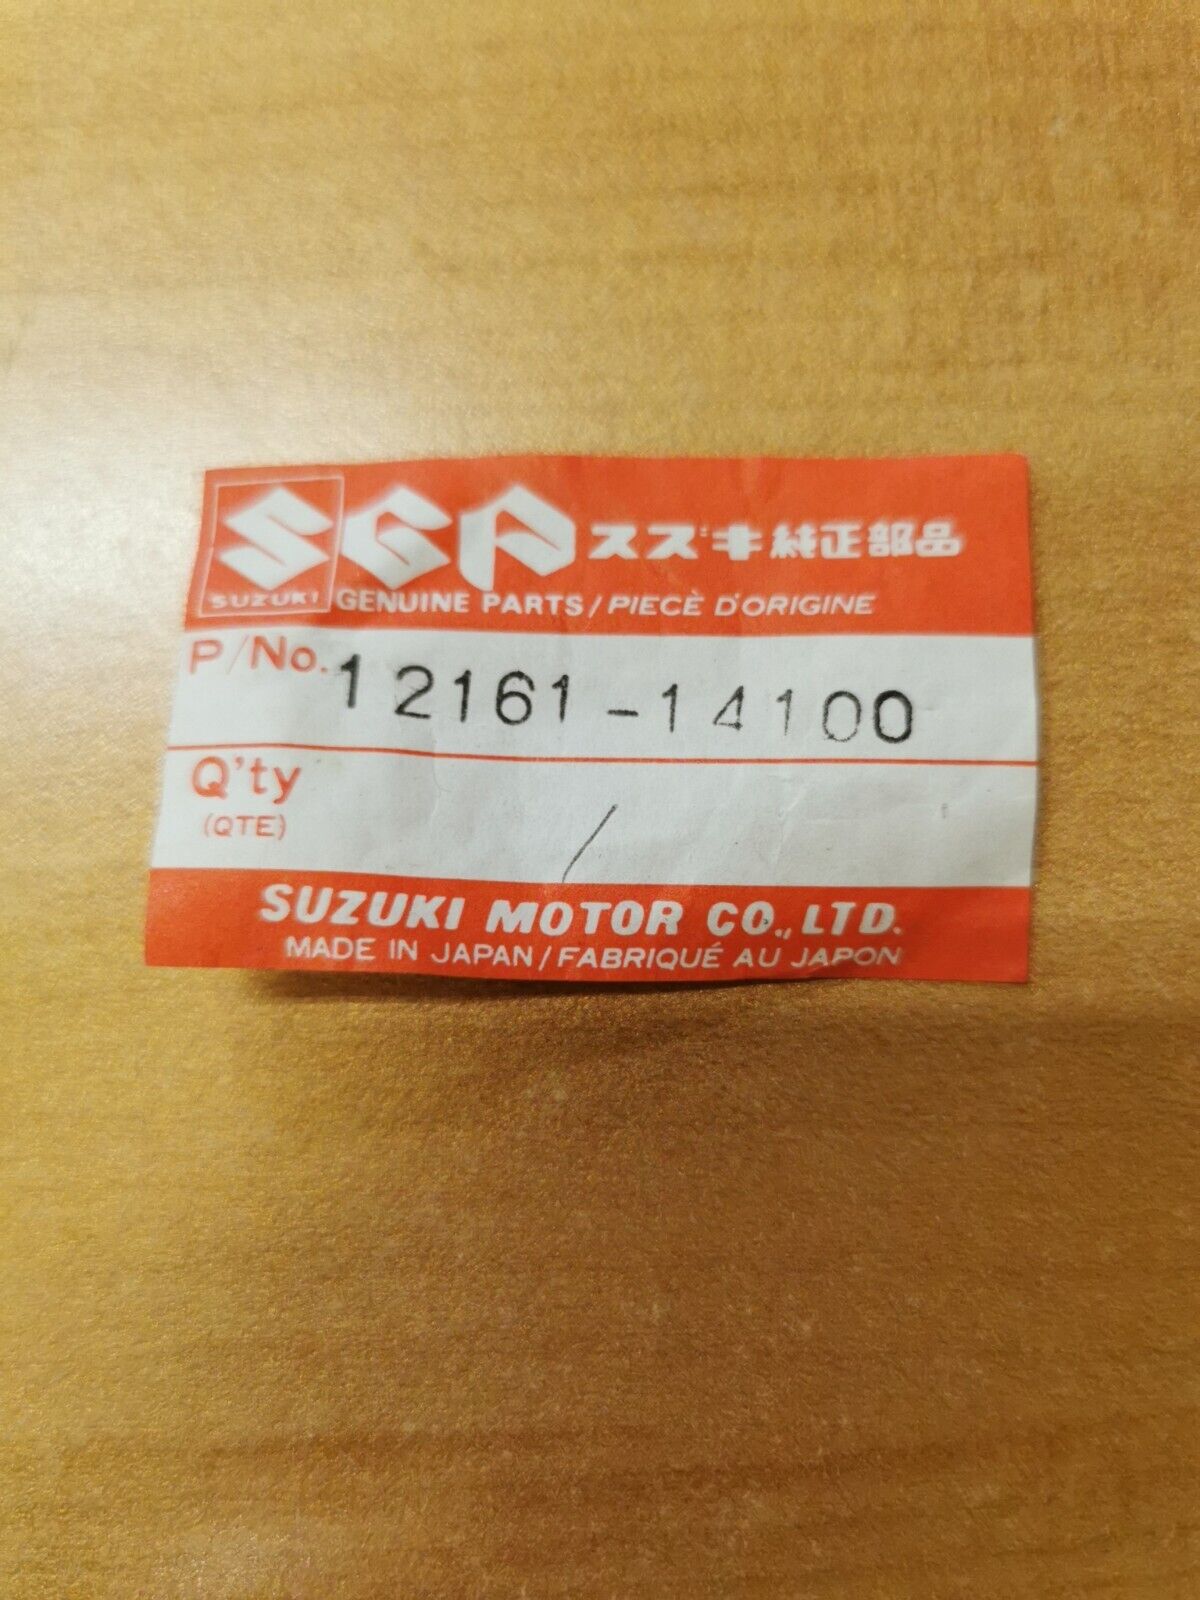 SGP スズキ純正部品
SUZUKI GENUINE PARTS / PIECÈ D'ORIGINE
P/No. 12161-14100
Q'ty /
(QTE)
SUZUKI MOTOR CO., LTD.
MADE IN JAPAN / FABRIQUÉ AU JAPON